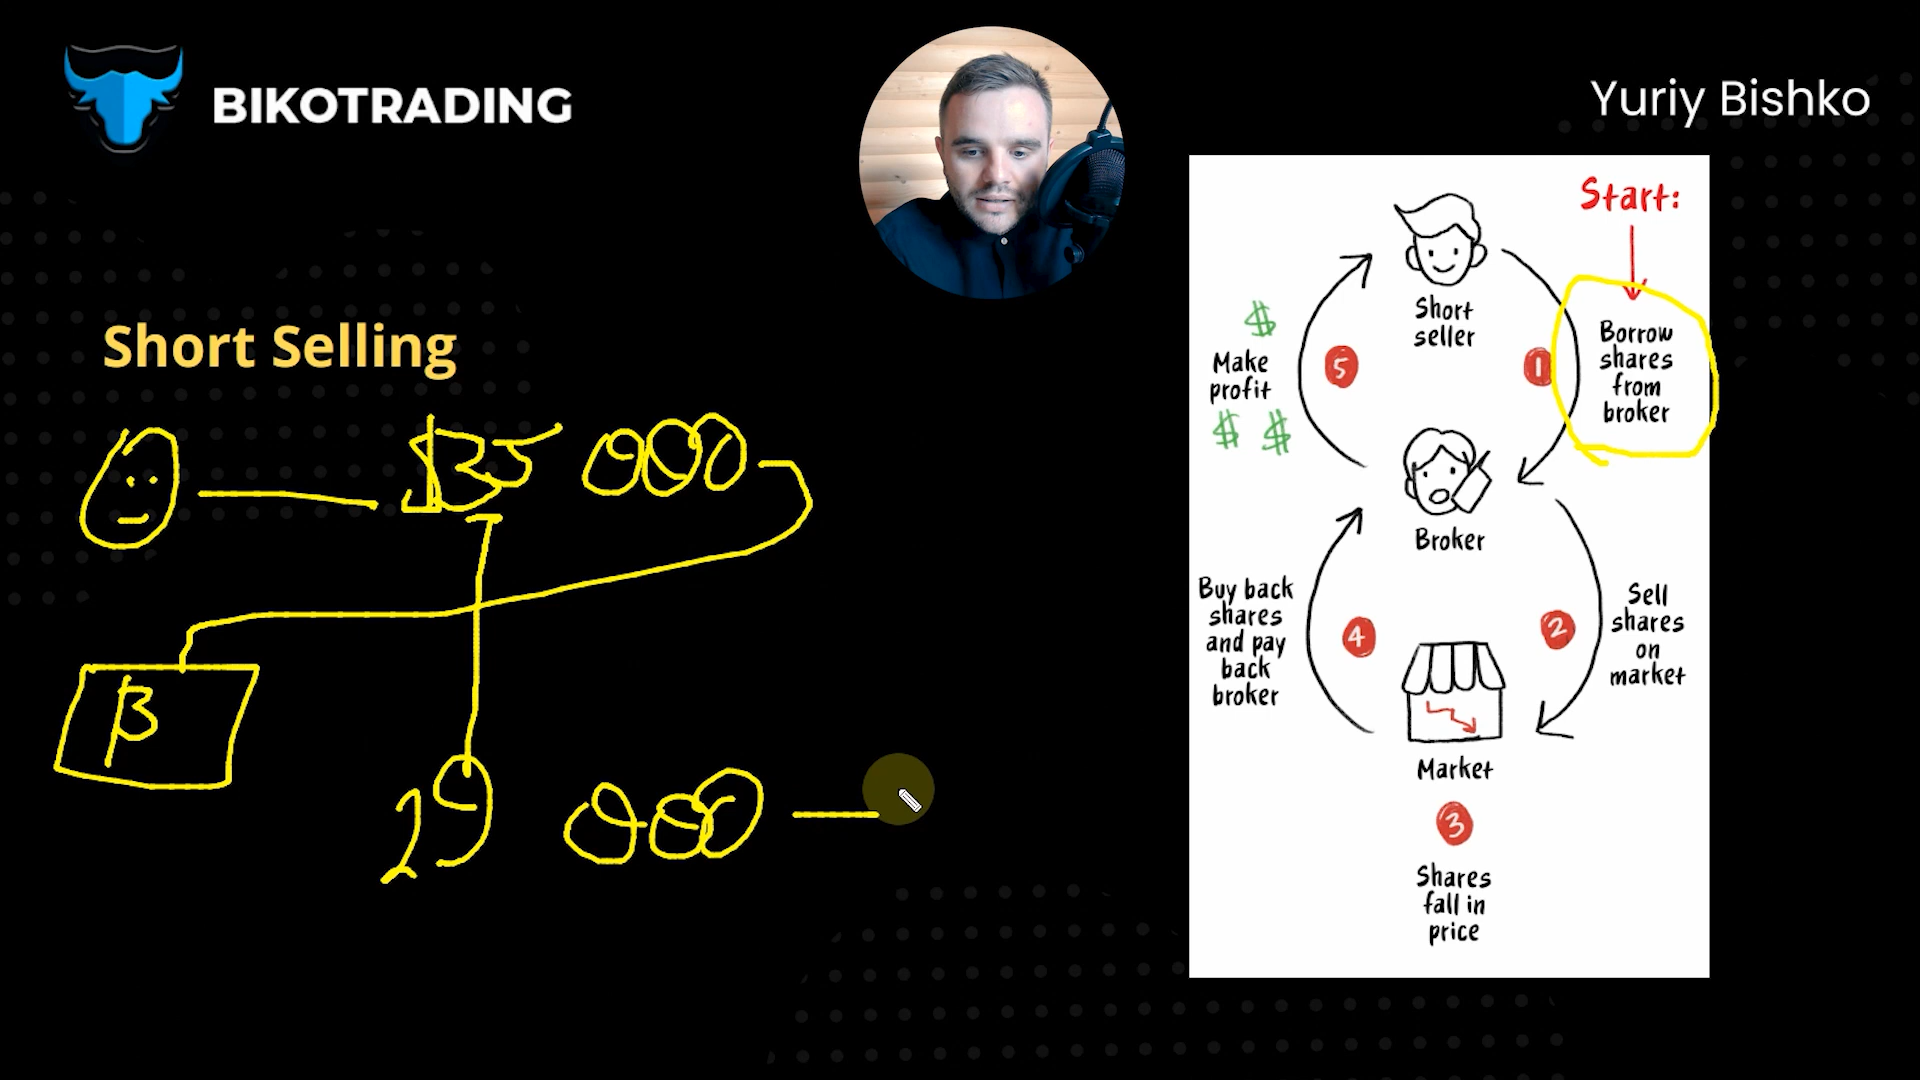 BIKOTRADING
Yuriy Bishko
Short Selling
$35 000
B
29 000
Start:
Short
seller
1
Borrow
shares
from
broker
$
Make
profit
$ $
5
Broker
Buy back
shares
and pay
back
broker
4
2
Sell
shares
on
market
Market
3
Shares
fall in
price